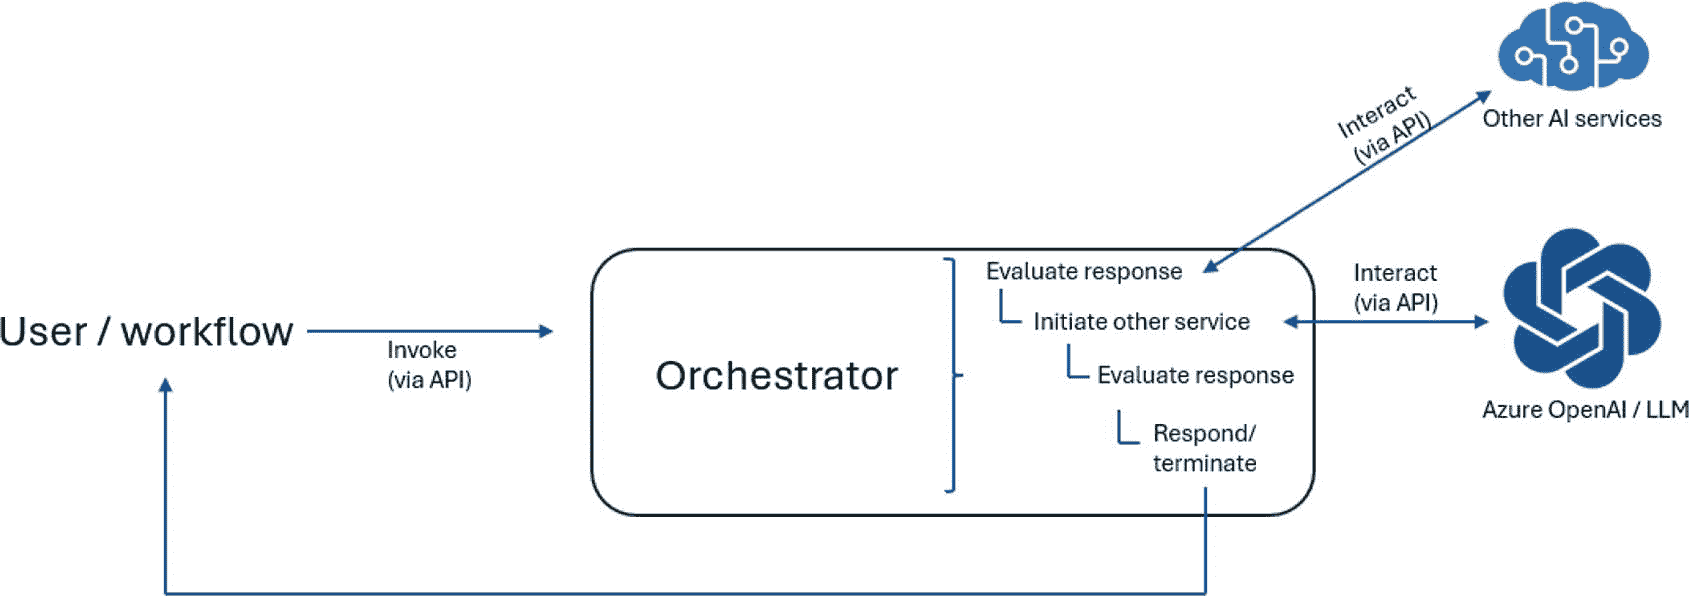 User / workflow
Invoke
(via API)
Orchestrator
Evaluate response
Initiate other service
Evaluate response
Respond/
terminate
Interact
(via API)
Other AI services
Interact
(via API)
Azure OpenAI / LLM